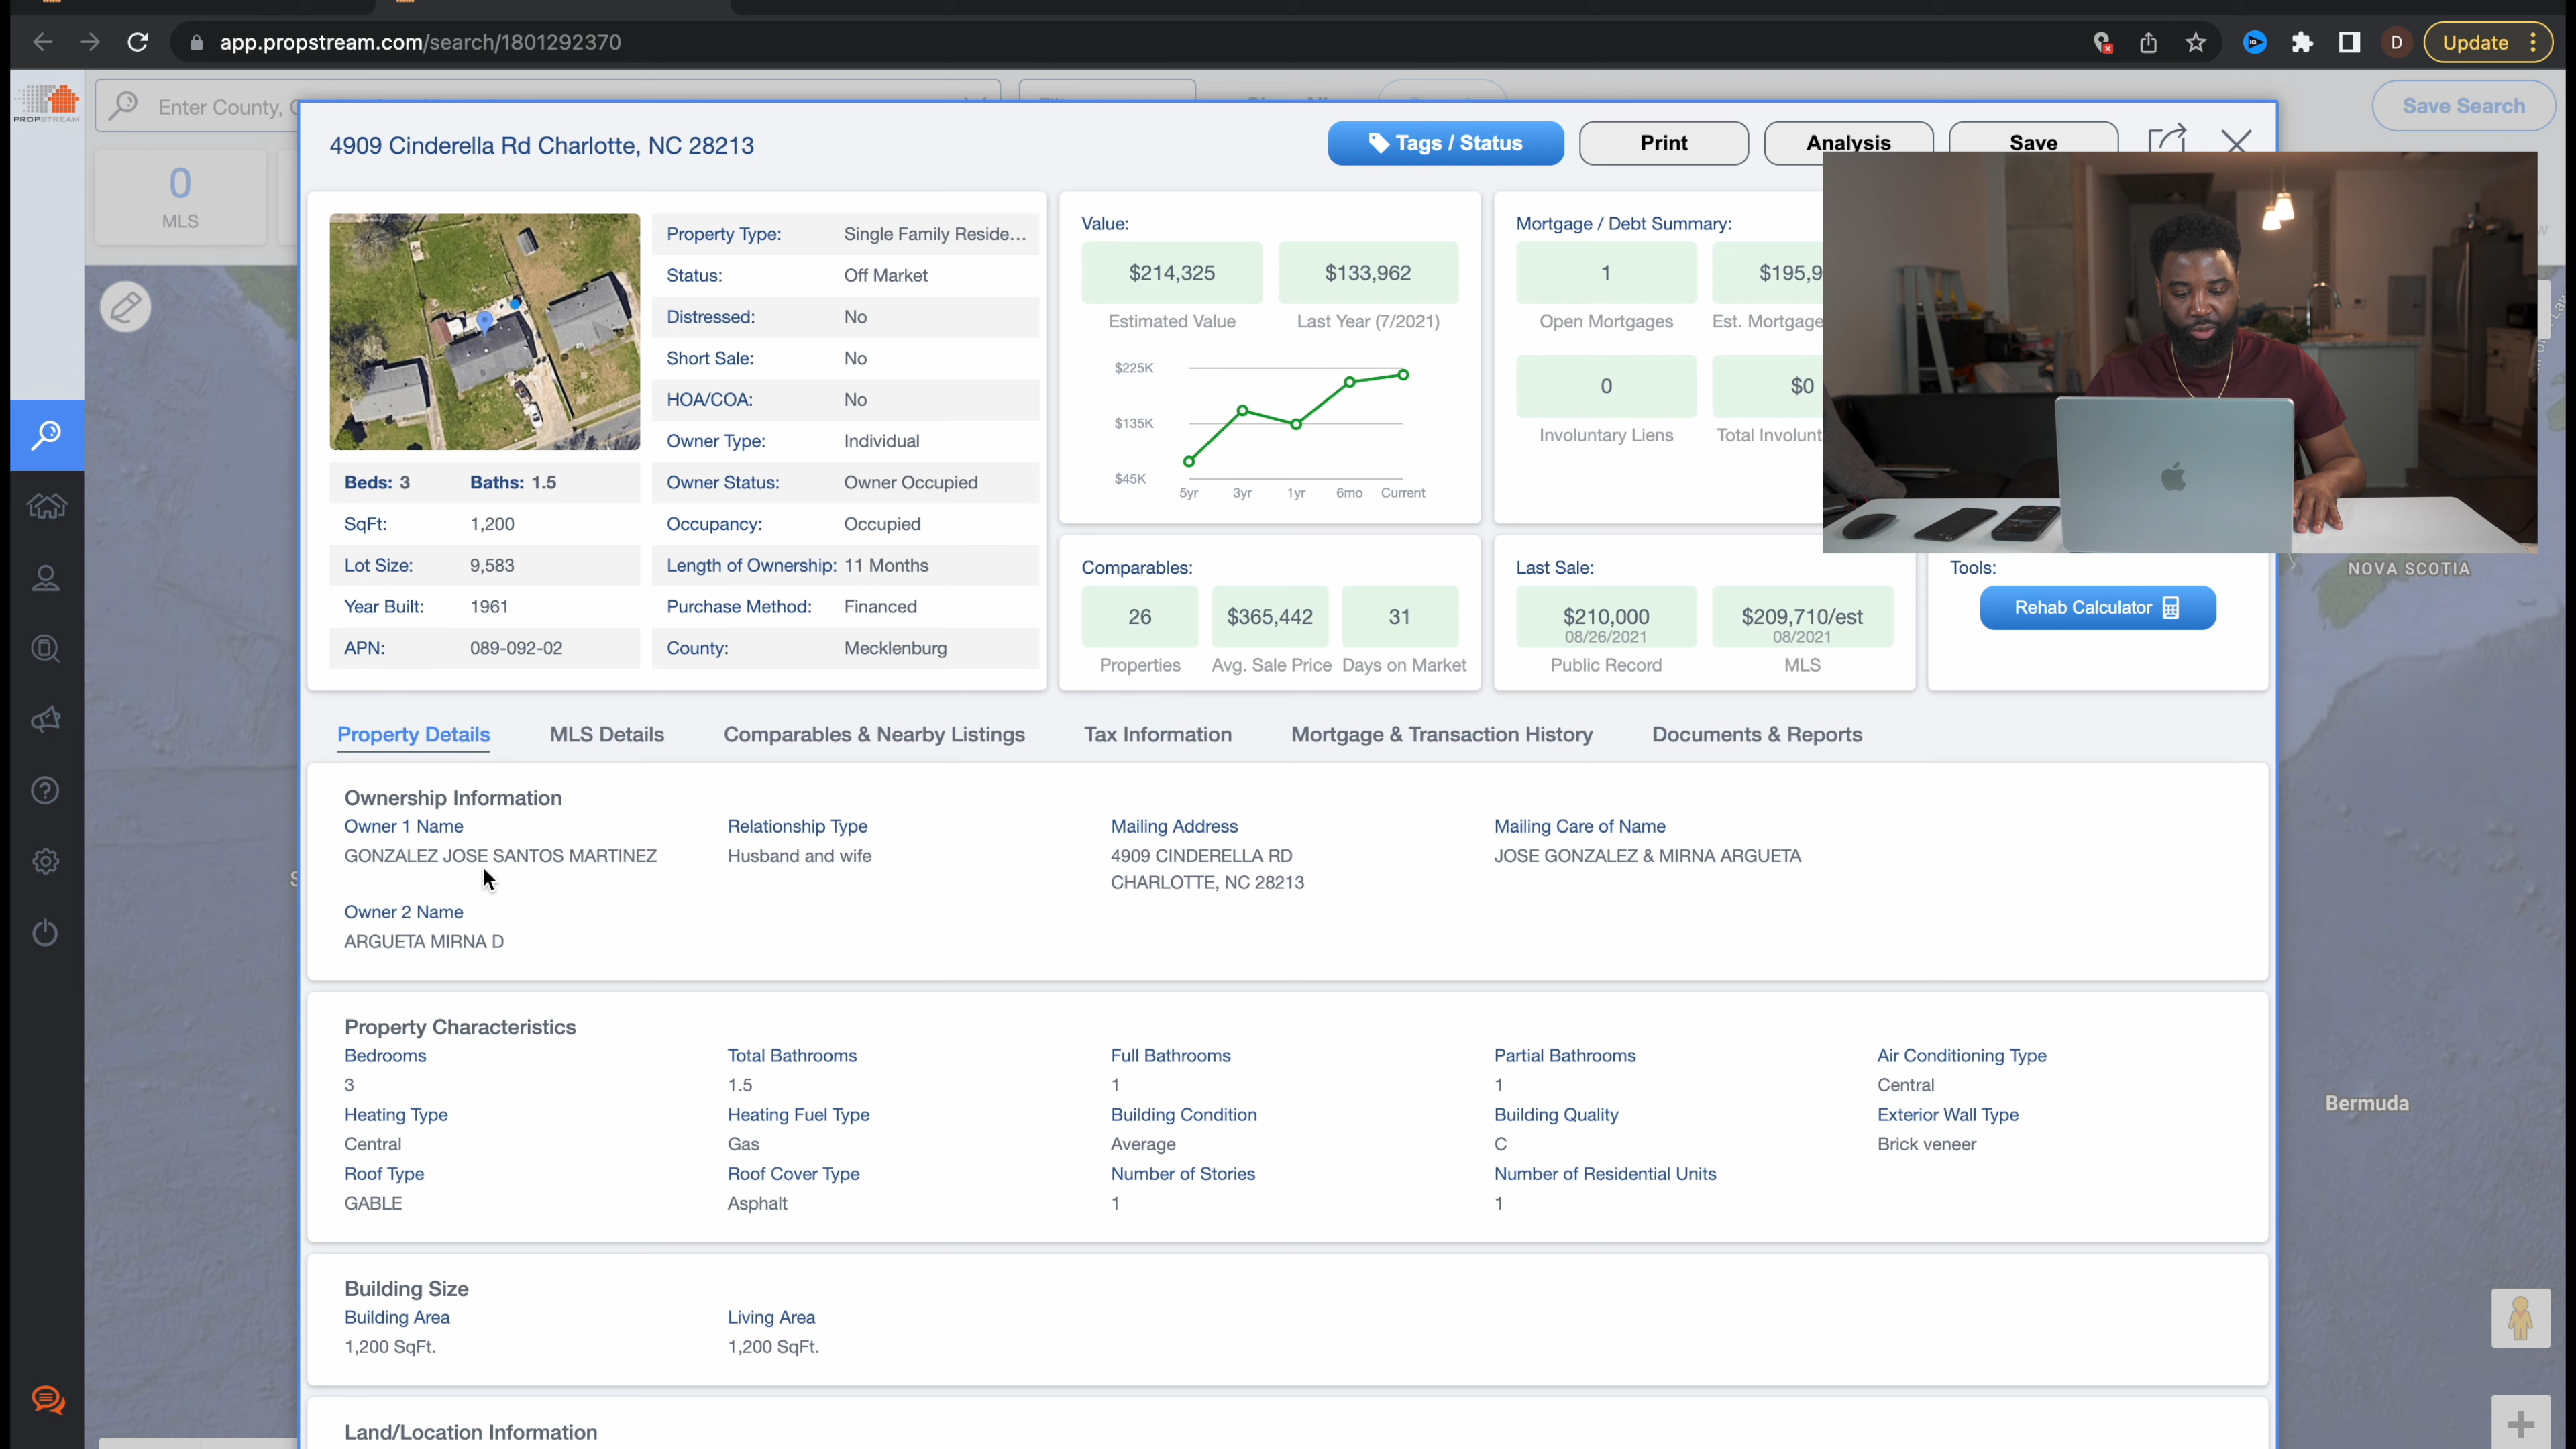 app.propstream.com/search/1801292370
D
Update
PROPSTREAM
Enter County, C
Save Search
0
MLS
4909 Cinderella Rd Charlotte, NC 28213
Tags / Status
Print
Analysis
Save
Property Type: Single Family Reside...
Status: Off Market
Distressed: No
Short Sale: No
HOA/COA: No
Owner Type: Individual
Owner Status: Owner Occupied
Occupancy: Occupied
Length of Ownership: 11 Months
Purchase Method: Financed
County: Mecklenburg
Beds: 3 Baths: 1.5
SqFt: 1,200
Lot Size: 9,583
Year Built: 1961
APN: 089-092-02
Value:
$214,325 $133,962
Estimated Value Last Year (7/2021)
$225K
$135K
$45K
5yr 3yr 1yr 6mo Current
Mortgage / Debt Summary:
1 $195,9
Open Mortgages Est. Mortgage
0 $0
Involuntary Liens Total Involunt
Comparables:
26 $365,442 31
Properties Avg. Sale Price Days on Market
Last Sale:
$210,000 $209,710/est
08/26/2021 08/2021
Public Record MLS
Tools:
Rehab Calculator
NOVA SCOTIA
Property Details MLS Details Comparables & Nearby Listings Tax Information Mortgage & Transaction History Documents & Reports
Ownership Information
Owner 1 Name Relationship Type Mailing Address Mailing Care of Name
GONZALEZ JOSE SANTOS MARTINEZ Husband and wife 4909 CINDERELLA RD JOSE GONZALEZ & MIRNA ARGUETA
CHARLOTTE, NC 28213
Owner 2 Name
ARGUETA MIRNA D
Property Characteristics
Bedrooms Total Bathrooms Full Bathrooms Partial Bathrooms Air Conditioning Type
3 1.5 1 1 Central
Heating Type Heating Fuel Type Building Condition Building Quality Exterior Wall Type
Central Gas Average C Brick veneer
Roof Type Roof Cover Type Number of Stories Number of Residential Units
GABLE Asphalt 1 1
Bermuda
Building Size
Building Area Living Area
1,200 SqFt. 1,200 SqFt.
Land/Location Information